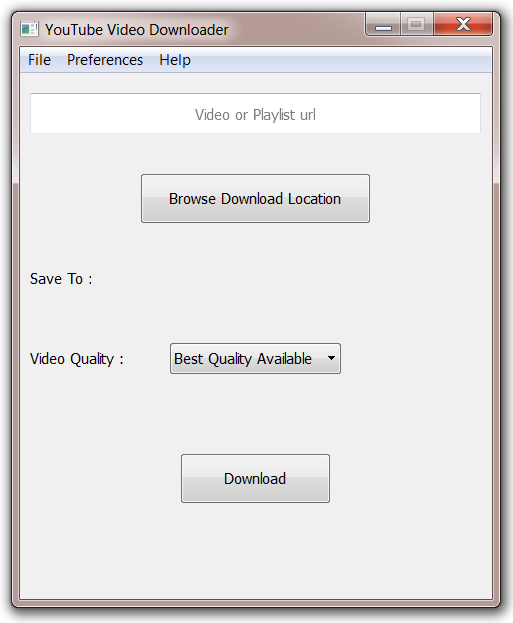 YouTube Video Downloader
File Preferences Help
Video or Playlist url
Browse Download Location
Save To :
Video Quality : Best Quality Available
Download